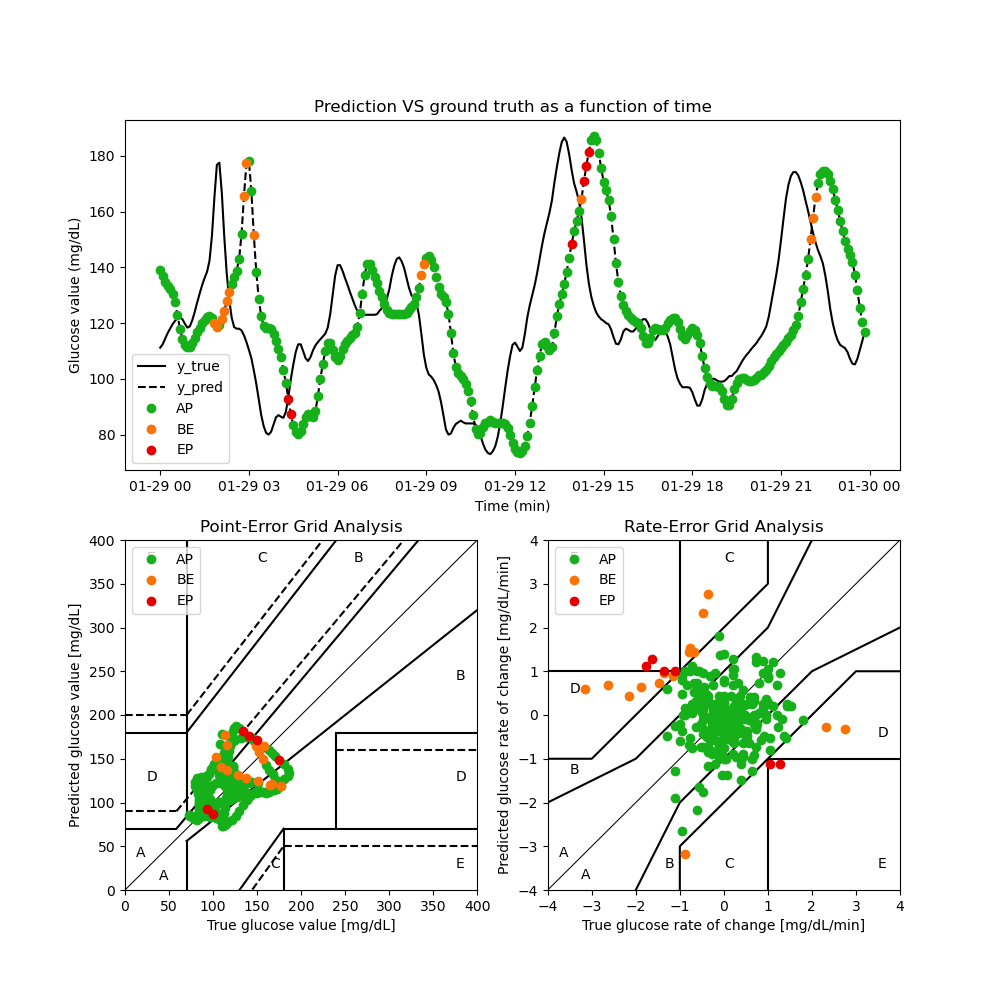 Prediction VS ground truth as a function of time
Glucose value (mg/dL)
180
160
140
120
100
80
y_true
y_pred
AP
BE
EP
01-29 00 01-29 03 01-29 06 01-29 09 01-29 12 01-29 15 01-29 18 01-29 21 01-30 00
Time (min)
Point-Error Grid Analysis
Predicted glucose value [mg/dL]
400
350
300
250
200
150
100
50
0
AP
BE
EP
C B
B
D D
A
A C E
0 50 100 150 200 250 300 350 400
True glucose value [mg/dL]
Rate-Error Grid Analysis
Predicted glucose rate of change [mg/dL/min]
4
3
2
1
0
−1
−2
−3
−4
AP
BE
EP
C
D
D
B
A
A B C E
−4 −3 −2 −1 0 1 2 3 4
True glucose rate of change [mg/dL/min]